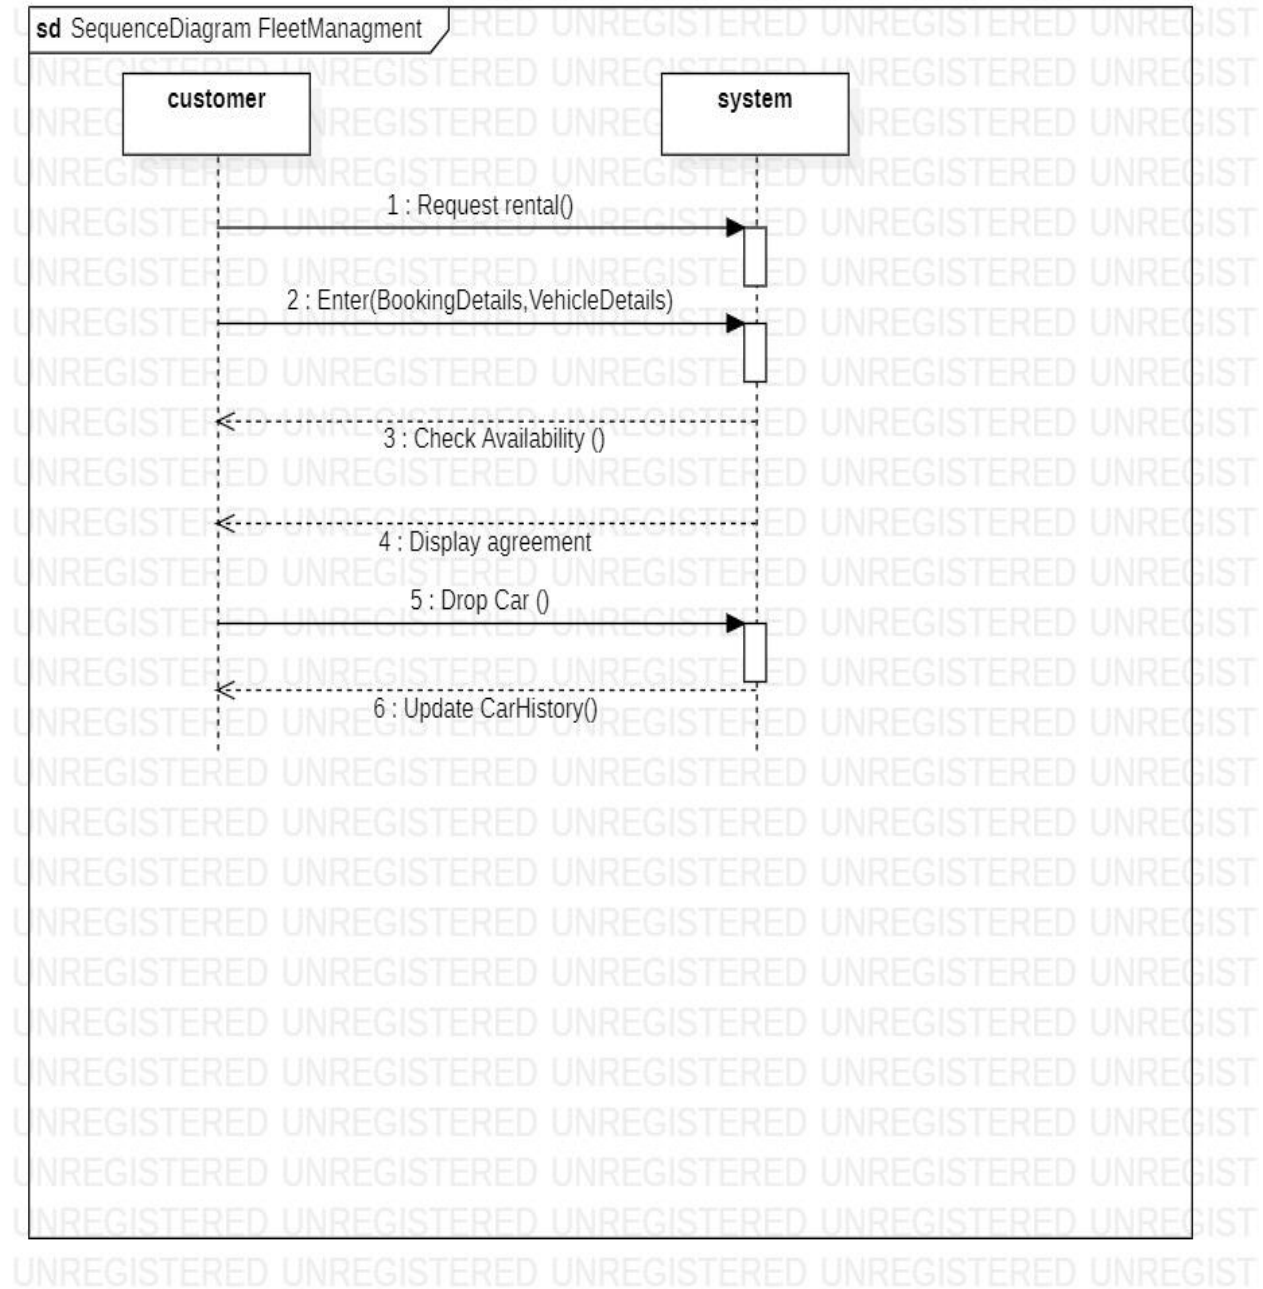 sd SequenceDiagram FleetManagment
customer
system
1 : Request rental()
2 : Enter(BookingDetails,VehicleDetails)
3 : Check Availability ()
4 : Display agreement
5 : Drop Car ()
6 : Update CarHistory()
UNREGISTERED UNREGISTERED UNREGISTERED UNREGISTERED UNREGIST